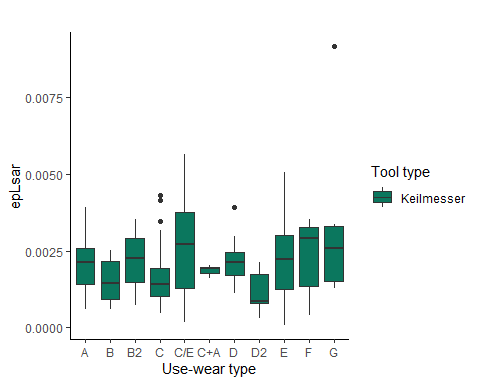 0.0075
0.0050
0.0025
0.0000
epLsar
A B B2 C C/E C+A D D2 E F G
Use-wear type
Tool type
Keilmesser